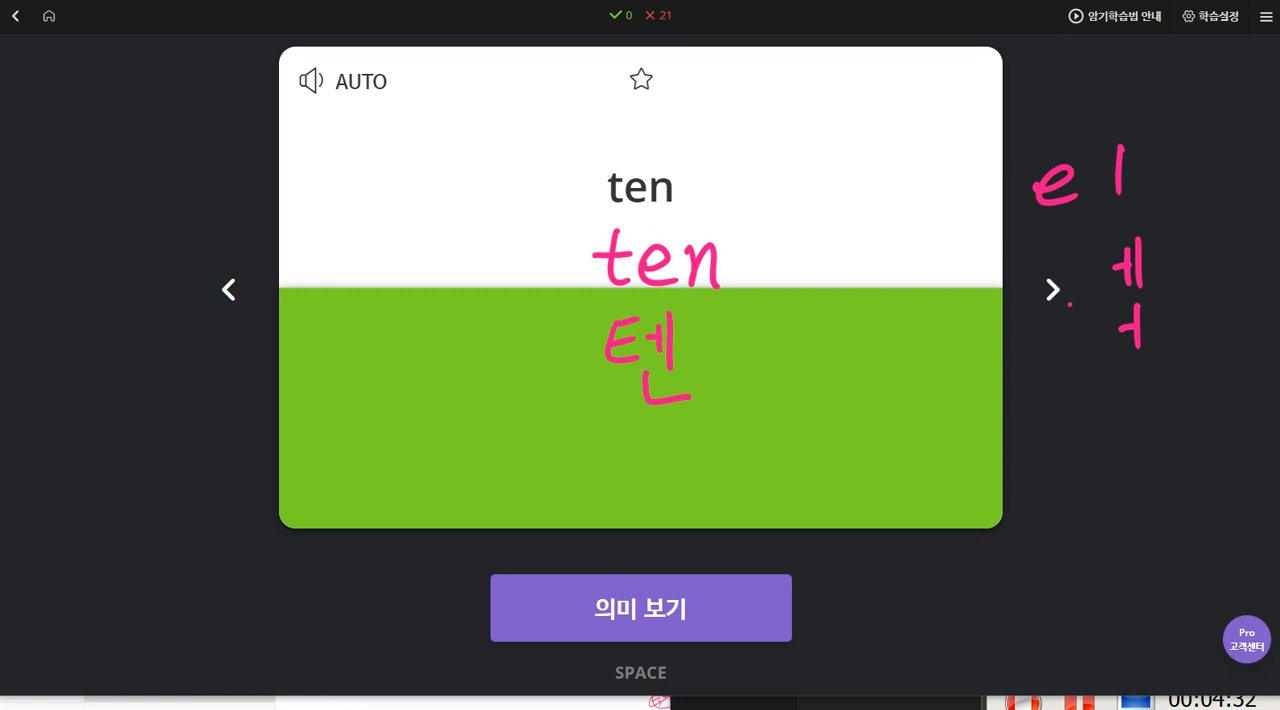 0 21 암기학습법 안내 학습설정
AUTO
ten
ten
텐
e ㅣ
ㅔ
ㅓ
의미 보기
SPACE
Pro
고객센터
00:04:32